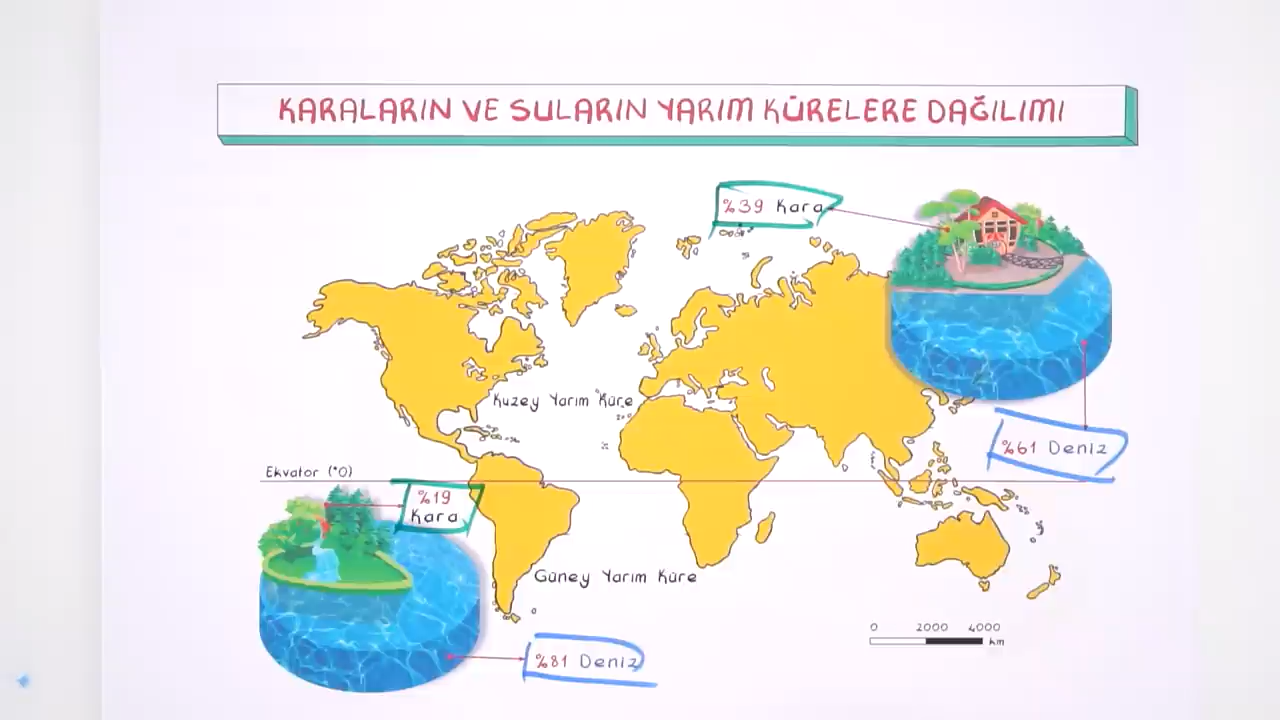 KARALARIN VE SULARIN YARIM KÜRELERE DAĞILIMI
%39 Kara
Kuzey Yarım Küre
%61 Deniz
Ekvator (°0)
%19
Kara
Güney Yarım Küre
0 2000 4000
km
%81 Deniz